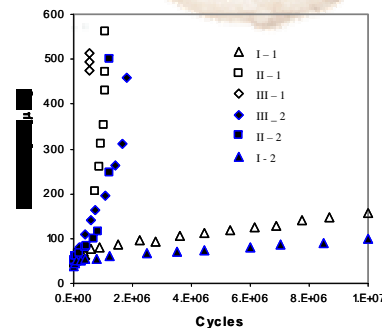 600
500
400
300
200
100
0
I – 1
II – 1
III – 1
III _ 2
II – 2
I - 2
0.E+00 2.E+06 4.E+06 6.E+06 8.E+06 1.E+07
Cycles